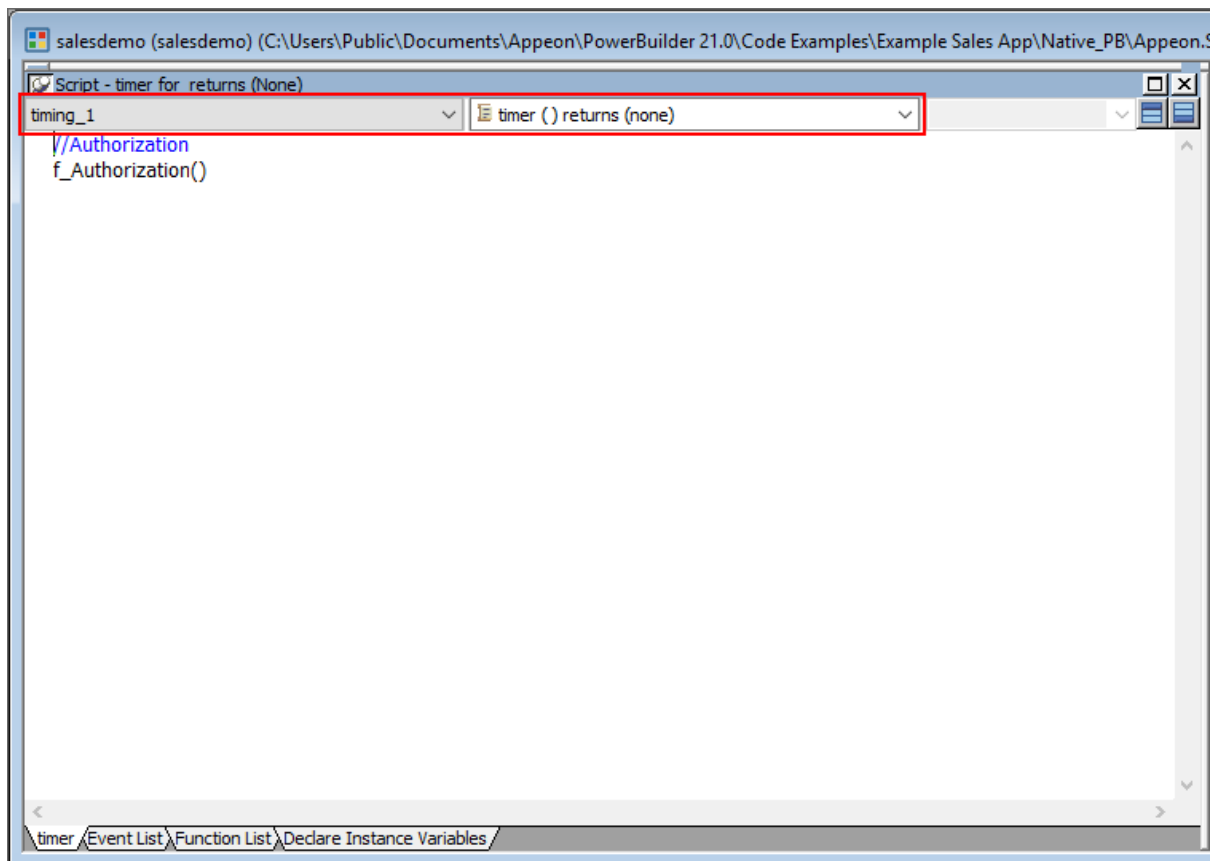 salesdemo (salesdemo) (C:\Users\Public\Documents\Appeon\PowerBuilder 21.0\Code Examples\Example Sales App\Native_PB\Appeon.S
Script - timer for returns (None)
timing_1 timer ( ) returns (none)
//Authorization
f_Authorization()
timer Event List Function List Declare Instance Variables